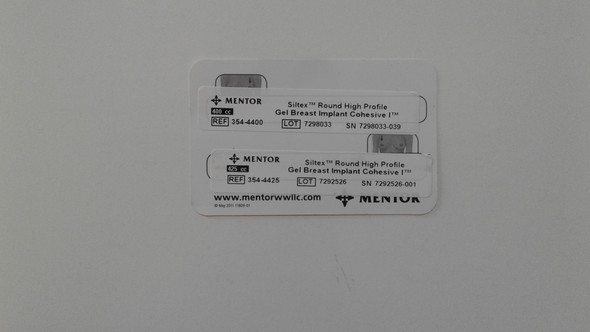 MENTOR
Siltex™ Round High Profile
400 cc
Gel Breast Implant Cohesive I™
REF 354-4400 LOT 7298033 SN 7298033-039
MENTOR
Siltex™ Round High Profile
425 cc
Gel Breast Implant Cohesive I™
REF 354-4425 LOT 7292526 SN 7292526-001
www.mentorwwllc.com MENTOR